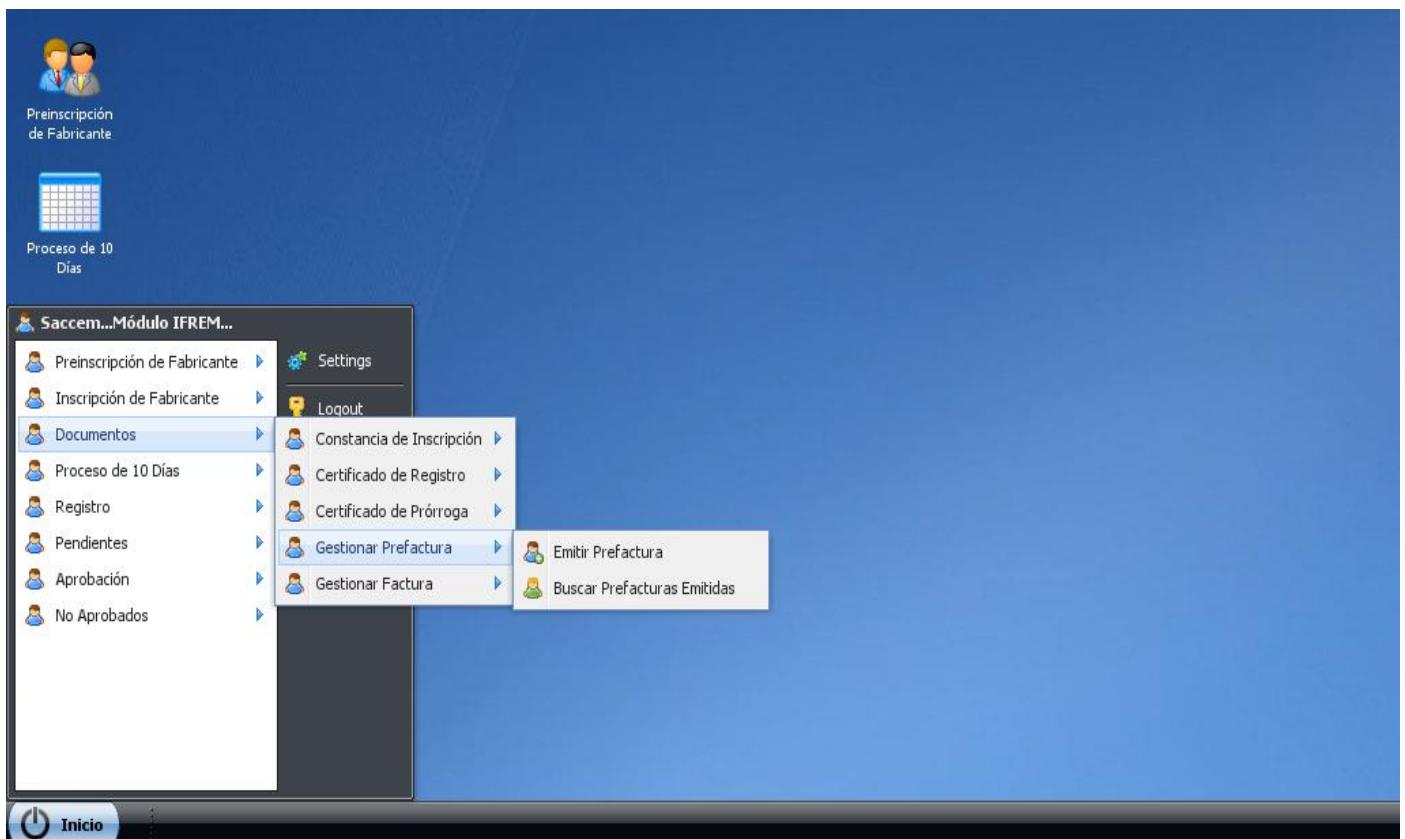 Preinscripción
de Fabricante
Proceso de 10
Días
Saccem...Módulo IFREM...
Preinscripción de Fabricante
Inscripción de Fabricante
Documentos
Proceso de 10 Días
Registro
Pendientes
Aprobación
No Aprobados
Settings
Logout
Constancia de Inscripción
Certificado de Registro
Certificado de Prórroga
Gestionar Prefactura
Gestionar Factura
Emitir Prefactura
Buscar Prefacturas Emitidas
Inicio